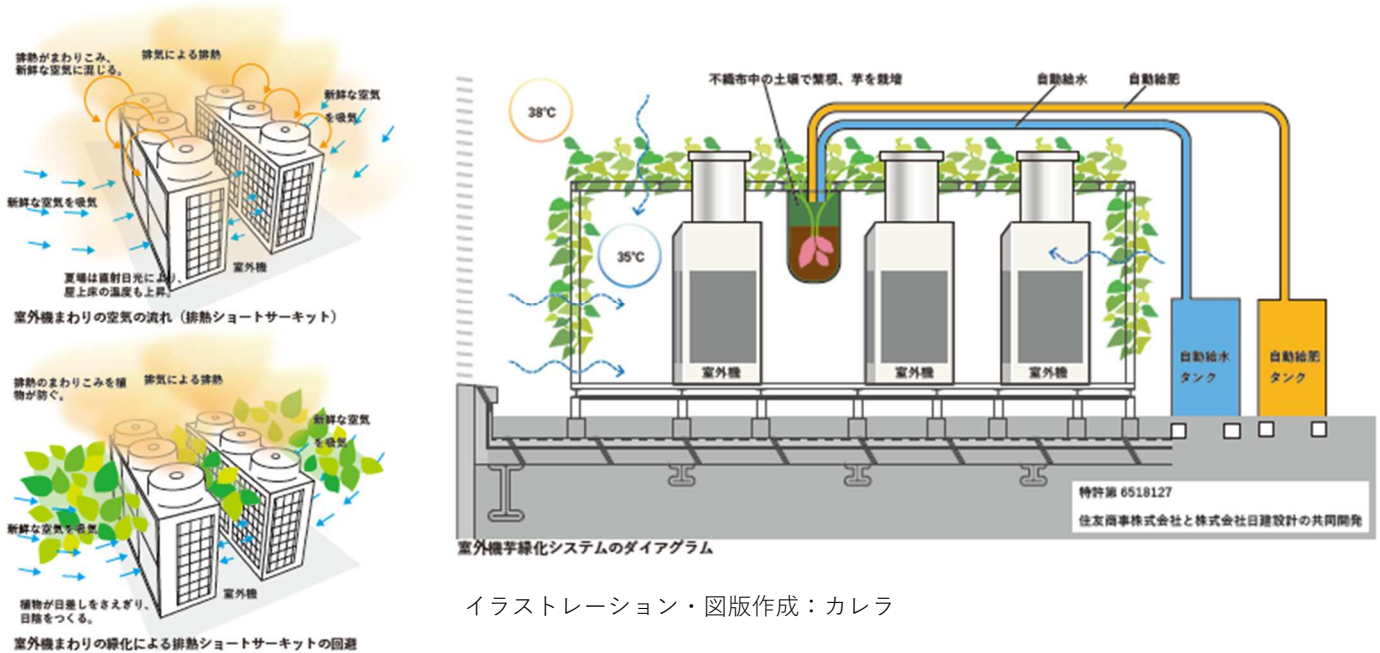 排熱がまわりこみ、
新鮮な空気に混じる。
排気による排熱
新鮮な空気
を吸気
新鮮な空気を吸気
室外機
夏場は直射日光により、
屋上床の温度も上昇。
室外機まわりの空気の流れ（排熱ショートサーキット）
排熱のまわりこみを植
物が防ぐ。
排気による排熱
新鮮な空気
を吸気
新鮮な空気を吸気
室外機
植物が日差しをさえぎり、
日陰をつくる。
室外機まわりの緑化による排熱ショートサーキットの回避
不織布中の土壌で繁根、芋を栽培
自動給水
自動給肥
38℃
35℃
室外機
室外機
室外機
自動給水
タンク
自動給肥
タンク
特許第 6518127
住友商事株式会社と株式会社日建設計の共同開発
室外機芋緑化システムのダイアグラム
イラストレーション・図版作成：カレラ